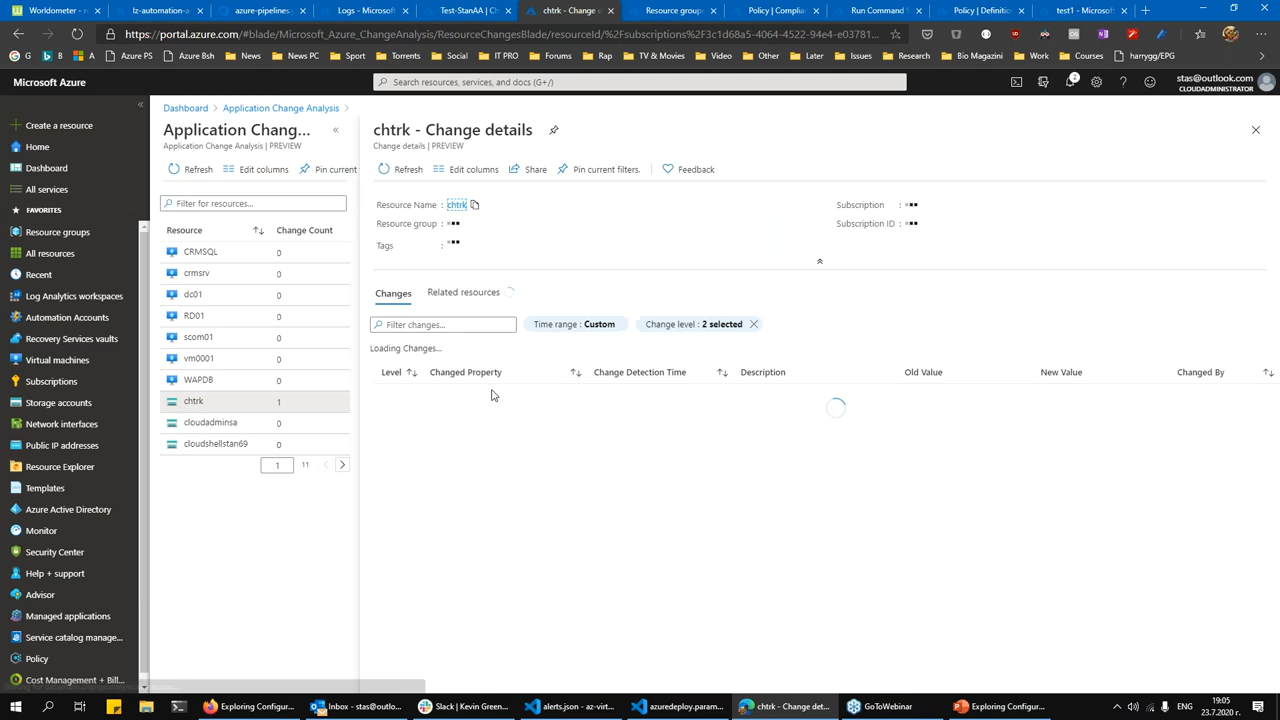 Worldometer -
Application analysis
IaC Analysis -
Logs - Microsoft
Test-SanAA - M
chtrk - Change d
Resource groups
Policy | Complian
Go Passwordless
Policy - Microsof
test1 - Microsoft
https://portal.azure.com/#blade/Microsoft_Azure_ChangeAnalysis/ResourceChangesBlade/resourceId/%2Fsubscriptions%2F3c1d68a5-4064-4522-94e4-e03781...
G
B
A
Azure PS
Azure Bsh
News
News PC
Sport
Torrents
Social
IT PRO
Forums
Rap
TV & Movies
Video
Other
Later
Issues
Research
Bio Magazini
Work
Courses
harrygg/EPG
Microsoft Azure
Search resources, services, and docs (G+/)
2
stas@outlook.com
CLOUDADMINISTRATOR
Create a resource
Home
Dashboard
All services
FAVORITES
Resource groups
All resources
Recent
Log Analytics workspaces
Automation Accounts
Recovery Services vaults
Virtual machines
Subscriptions
Storage accounts
Network interfaces
Public IP addresses
Resource Explorer
Templates
Azure Active Directory
Monitor
Security Center
Help + support
Advisor
Managed applications
Service catalog manage...
Policy
Cost Management + Bill...
Dashboard > Application Change Analysis >
Application Chang... «
Application Change Analysis | PREVIEW
Refresh Edit columns Pin current
Filter for resources...
Resource Change Count
CRMSQL 0
crmsrv 0
dc01 0
RD01 0
scom01 0
vm0001 0
WAPDB 0
chtrk 1
cloudadminsa 0
cloudshellstan69 0
1 11
chtrk - Change details
Change details | PREVIEW
Refresh Edit columns Share Pin current filters. Feedback
Resource Name : chtrk
Subscription :
Resource group :
Subscription ID :
Tags :
Changes Related resources
Filter changes... Time range : Custom Change level : 2 selected
Loading Changes...
Level Changed Property Change Detection Time Description Old Value New Value Changed By
Exploring Configur...
Inbox - stas@outlo...
Slack | Kevin Green...
alerts.json - az-virt...
azuredeploy.param...
chtrk - Change det...
GoToWebinar
Exploring Configur...
ENG
19:05
23.7.2020 г.